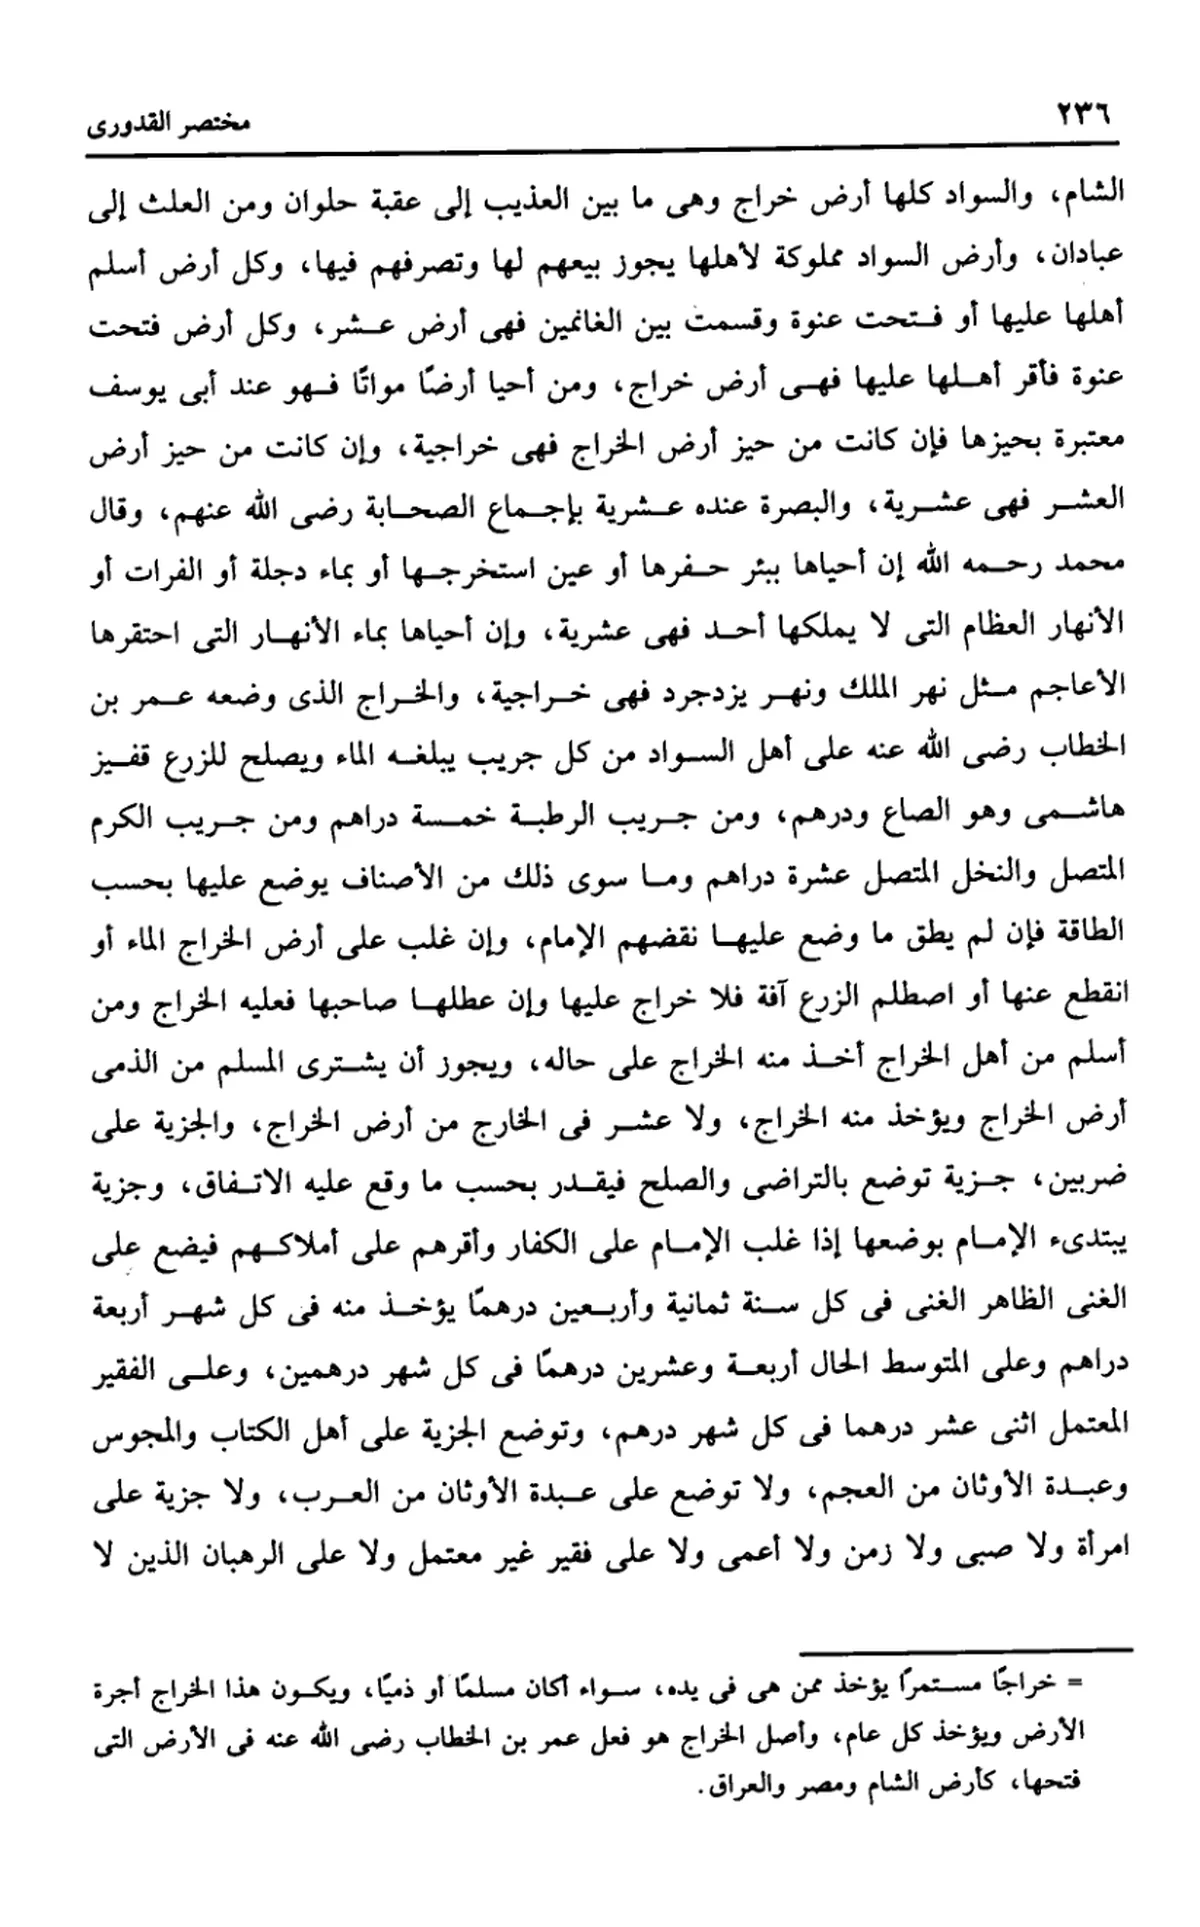 ٢٣٦
مختصر القدورى
الشام، والسواد كلها أرض خراج وهى ما بين العذيب إلى عقبة حلوان ومن العلث إلى
عبادان، وأرض السواد مملوكة لأهلها يجوز بيعهم لها وتصرفهم فيها، وكل أرض أسلم
أهلها عليها أو فتحت عنوة وقسمت بين الغانمين فهى أرض عشر، وكل أرض فتحت
عنوة فأقر أهلها عليها فهى أرض خراج، ومن أحيا أرضًا مواتًا فهو عند أبى يوسف
معتبرة بحيزها فإن كانت من حيز أرض الخراج فهى خراجية، وإن كانت من حيز أرض
العشر فهى عشرية، والبصرة عنده عشرية بإجماع الصحابة رضى الله عنهم، وقال
محمد رحمه الله إن أحياها ببئر حفرها أو عين استخرجها أو بماء دجلة أو الفرات أو
الأنهار العظام التى لا يملكها أحد فهى عشرية، وإن أحياها بماء الأنهار التى احتقرها
الأعاجم مثل نهر الملك ونهر يزدجرد فهى خراجية، والخراج الذى وضعه عمر بن
الخطاب رضى الله عنه على أهل السواد من كل جريب يبلغه الماء ويصلح للزرع قفيز
هاشمى وهو الصاع ودرهم، ومن جريب الرطبة خمسة دراهم ومن جريب الكرم
المتصل والنخل المتصل عشرة دراهم وما سوى ذلك من الأصناف يوضع عليها بحسب
الطاقة فإن لم يطق ما وضع عليها نقضهم الإمام، وإن غلب على أرض الخراج الماء أو
انقطع عنها أو اصطلم الزرع آفة فلا خراج عليها وإن عطلها صاحبها فعليه الخراج ومن
أسلم من أهل الخراج أخذ منه الخراج على حاله، ويجوز أن يشترى المسلم من الذمى
أرض الخراج ويؤخذ منه الخراج، ولا عشر فى الخارج من أرض الخراج، والجزية على
ضربين، جزية توضع بالتراضى والصلح فيقدر بحسب ما وقع عليه الاتفاق، وجزية
يبتدىء الإمام بوضعها إذا غلب الإمام على الكفار وأقرهم على أملاكهم فيضع على
الغنى الظاهر الغنى فى كل سنة ثمانية وأربعين درهمًا يؤخذ منه فى كل شهر أربعة
دراهم وعلى المتوسط الحال أربعة وعشرين درهمًا فى كل شهر درهمين، وعلى الفقير
المعتمل اثنى عشر درهما فى كل شهر درهم، وتوضع الجزية على أهل الكتاب والمجوس
وعبدة الأوثان من العجم، ولا توضع على عبدة الأوثان من العرب، ولا جزية على
امرأة ولا صبى ولا زمن ولا أعمى ولا على فقير غير معتمل ولا على الرهبان الذين لا
= خراجًا مستمرًا يؤخذ ممن هى فى يده، سواء أكان مسلمًا أو ذميًا، ويكون هذا الخراج أجرة
الأرض ويؤخذ كل عام، وأصل الخراج هو فعل عمر بن الخطاب رضى الله عنه فى الأرض التى
فتحها، كأرض الشام ومصر والعراق.